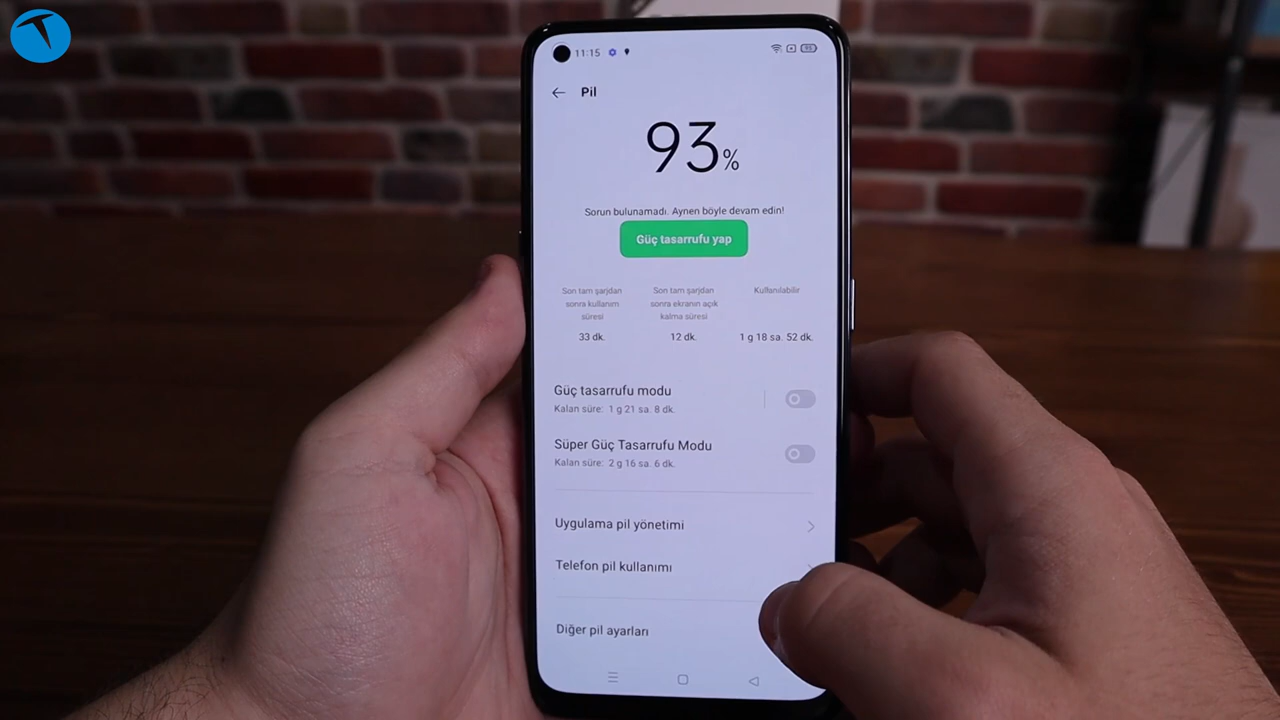 11:15
93
Pil
93%
Sorun bulunamadı. Aynen böyle devam edin!
Güç tasarrufu yap
Son tam şarjdan
sonra kullanım
süresi
33 dk.
Son tam şarjdan
sonra ekranın açık
kalma süresi
12 dk.
Kullanılabilir
1 g 18 sa. 52 dk.
Güç tasarrufu modu
Kalan süre: 1 g 21 sa. 8 dk.
Süper Güç Tasarrufu Modu
Kalan süre: 2 g 16 sa. 6 dk.
Uygulama pil yönetimi
Telefon pil kullanımı
Diğer pil ayarları